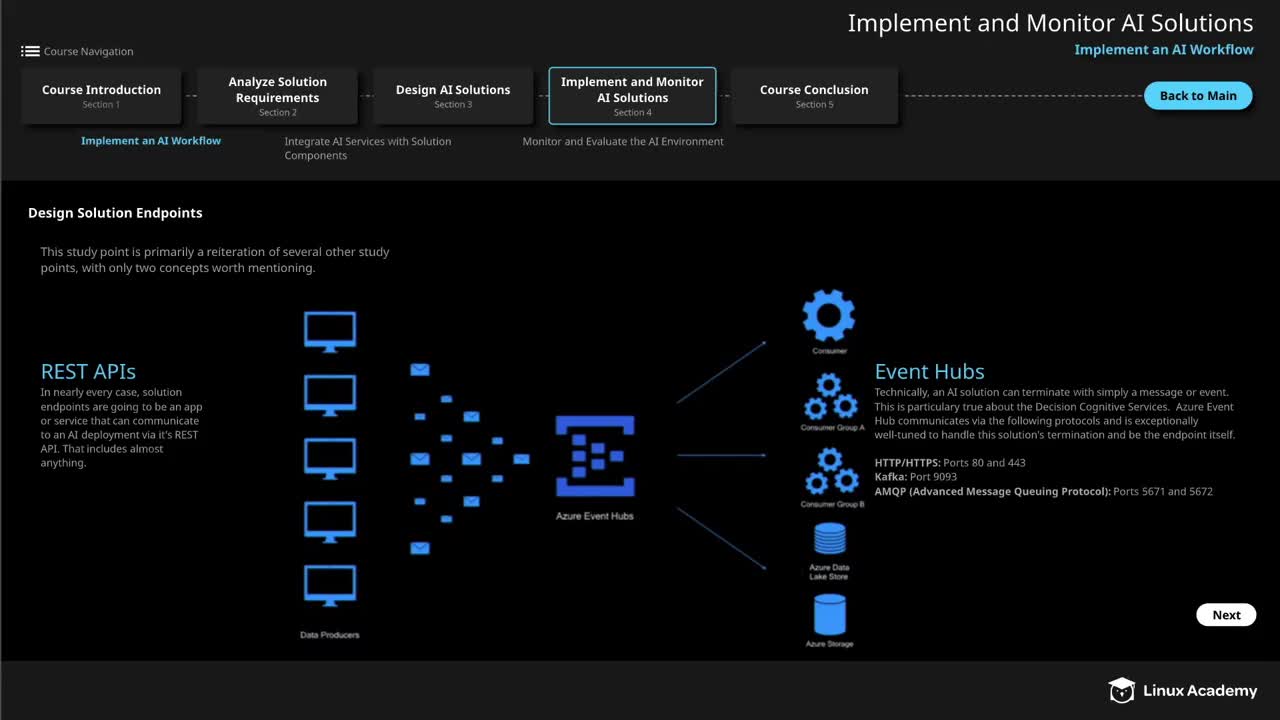 Implement and Monitor AI Solutions
Implement an AI Workflow
Course Navigation
Course Introduction
Section 1
Analyze Solution
Requirements
Section 2
Design AI Solutions
Section 3
Implement and Monitor
AI Solutions
Section 4
Course Conclusion
Section 5
Back to Main
Implement an AI Workflow
Integrate AI Services with Solution
Components
Monitor and Evaluate the AI Environment
Design Solution Endpoints
This study point is primarily a reiteration of several other study
points, with only two concepts worth mentioning.
REST APIs
In nearly every case, solution
endpoints are going to be an app
or service that can communicate
to an AI deployment via it's REST
API. That includes almost
anything.
Data Producers
Azure Event Hubs
Consumer
Consumer Group A
Consumer Group B
Azure Data
Lake Store
Azure Storage
Event Hubs
Technically, an AI solution can terminate with simply a message or event.
This is particulary true about the Decision Cognitive Services. Azure Event
Hub communicates via the following protocols and is exceptionally
well-tuned to handle this solution's termination and be the endpoint itself.
HTTP/HTTPS: Ports 80 and 443
Kafka: Port 9093
AMQP (Advanced Message Queuing Protocol): Ports 5671 and 5672
Next
Linux Academy